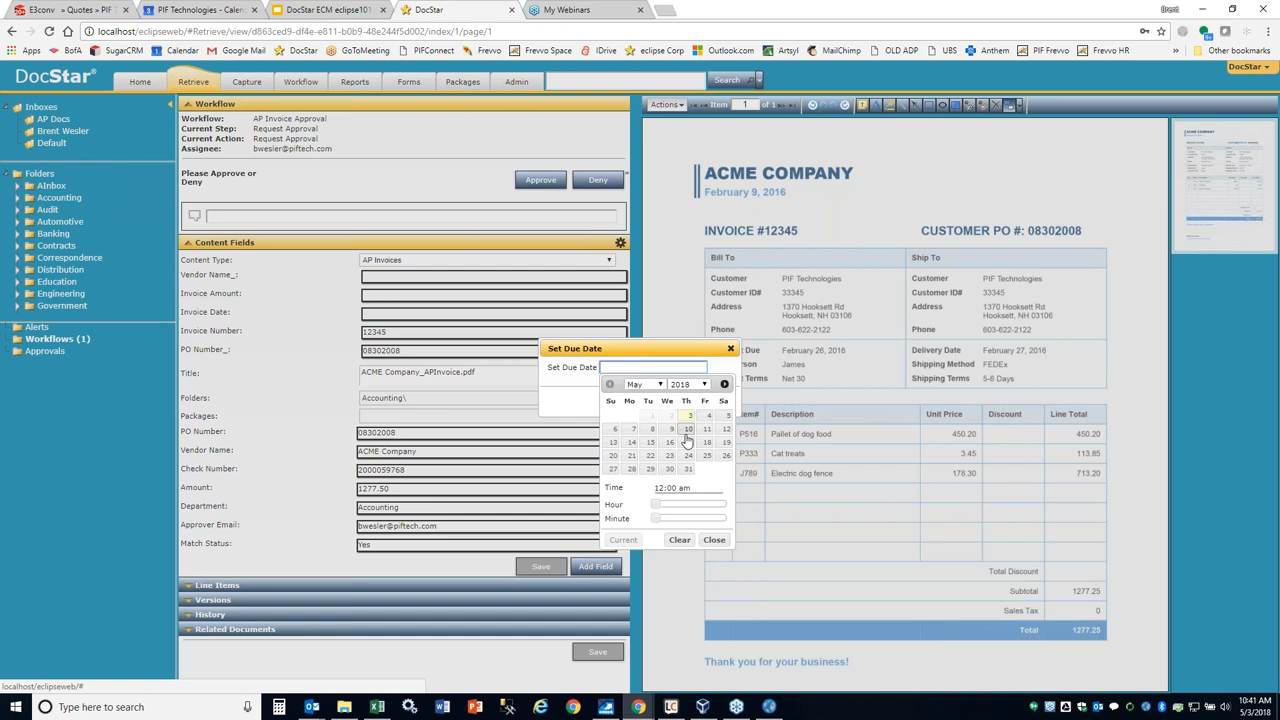 E3conv » Quotes » PIF T
PIF Technologies - Calen
DocStar ECM eclipse101
DocStar
My Webinars
Brent
localhost/eclipseweb/#Retrieve/view/d863ced9-df4e-e811-b0b9-48e244f5d002/index/1/page/1
Apps
BofA
SugarCRM
Calendar
Google Mail
DocStar
GoToMeeting
PIFConnect
Frevvo
Frevvo Space
IDrive
eclipse Corp
Outlook.com
Artsyl
MailChimp
OLD ADP
UBS
Anthem
PIF Frevvo
Frevvo HR
Other bookmarks
DocStar
DocStar
Home
Retrieve
Capture
Workflow
Reports
Forms
Packages
Admin
Search
Inboxes
AP Docs
Brent Wesler
Default
Folders
AInbox
Accounting
Audit
Automotive
Banking
Contracts
Correspondence
Distribution
Education
Engineering
Government
Alerts
Workflows (1)
Approvals
Workflow
Workflow: AP Invoice Approval
Current Step: Request Approval
Current Action: Request Approval
Assignee: bwesler@piftech.com
Please Approve or
Deny
Approve
Deny
Content Fields
Content Type: AP Invoices
Vendor Name_:
Invoice Amount:
Invoice Date:
Invoice Number: 12345
PO Number_: 08302008
Title: ACME Company_APInvoice.pdf
Folders: Accounting\
Packages:
PO Number: 08302008
Vendor Name: ACME Company
Check Number: 2000059768
Amount: 1277.50
Department: Accounting
Approver Email: bwesler@piftech.com
Match Status: Yes
Save
Add Field
Line Items
Versions
History
Related Documents
Save
Set Due Date
Set Due Date
May 2018
Su Mo Tu We Th Fr Sa
1 2 3 4 5
6 7 8 9 10 11 12
13 14 15 16 18 19
20 21 22 23 24 25 26
27 28 29 30 31
Time 12:00 am
Hour
Minute
Current
Clear
Close
Actions
Item 1 of 1
ACME COMPANY
February 9, 2016
INVOICE #12345
CUSTOMER PO #: 08302008
Bill To
Ship To
Customer PIF Technologies
Customer PIF Technologies
Customer ID# 33345
Customer ID# 33345
Address 1370 Hooksett Rd
Hooksett, NH 03106
Address 1370 Hooksett Rd
Hooksett, NH 03106
Phone 603-622-2122
Phone 603-622-2122
Due February 26, 2016
Delivery Date February 27, 2016
erson James
Shipping Method FEDEx
Terms Net 30
Shipping Terms 5-6 Days
em# Description Unit Price Discount Line Total
P516 Pallet of dog food 450.20 450.20
P333 Cat treats 3.45 113.85
J789 Electric dog fence 178.30 713.20
Total Discount
Subtotal 1277.25
Sales Tax 0
Total 1277.25
Thank you for your business!
localhost/eclipseweb/#
Type here to search
10:41 AM
5/3/2018